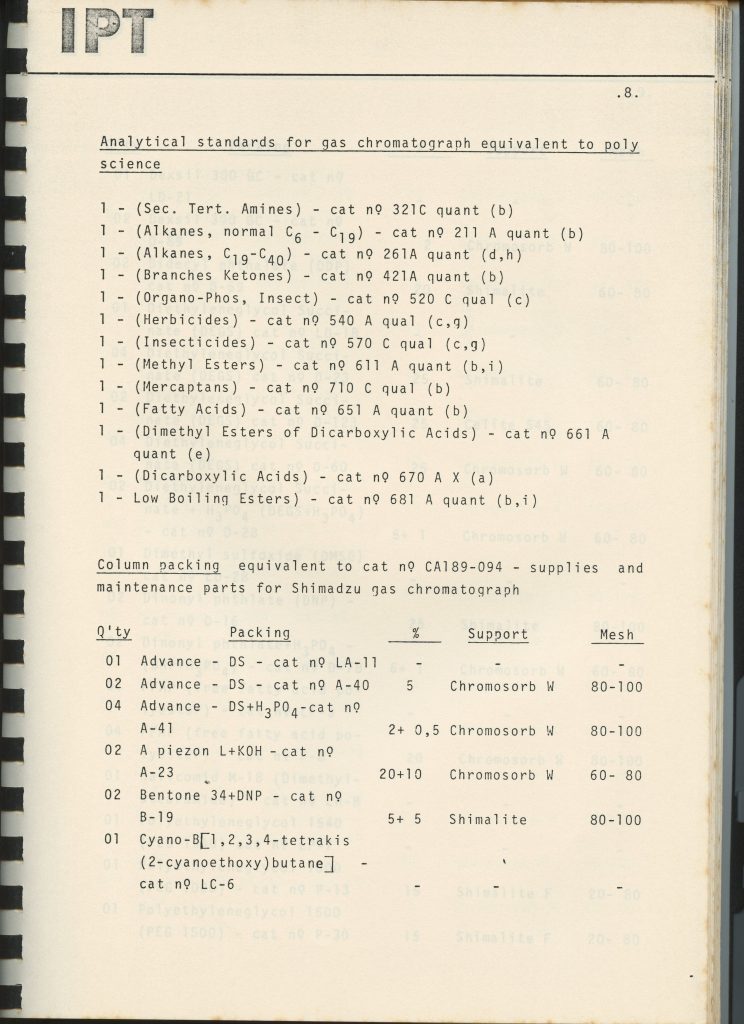 IPT
.8.
Analytical standards for gas chromatograph equivalent to poly
science
1 - (Sec. Tert. Amines) - cat nº 321C quant (b)
1 - (Alkanes, normal C6 - C19) - cat nº 211 A quant (b)
1 - (Alkanes, C19-C40) - cat nº 261A quant (d,h)
1 - (Branches Ketones) - cat nº 421A quant (b)
1 - (Organo-Phos, Insect) - cat nº 520 C qual (c)
1 - (Herbicides) - cat nº 540 A qual (c,g)
1 - (Insecticides) - cat nº 570 C qual (c,g)
1 - (Methyl Esters) - cat nº 611 A quant (b,i)
1 - (Mercaptans) - cat nº 710 C qual (b)
1 - (Fatty Acids) - cat nº 651 A quant (b)
1 - (Dimethyl Esters of Dicarboxylic Acids) - cat nº 661 A
quant (e)
1 - (Dicarboxylic Acids) - cat nº 670 A X (a)
1 - Low Boiling Esters) - cat nº 681 A quant (b,i)
Column packing equivalent to cat nº CA189-094 - supplies and
maintenance parts for Shimadzu gas chromatograph
Q'ty Packing % Support Mesh
01 Advance - DS - cat nº LA-11 - - -
02 Advance - DS - cat nº A-40 5 Chromosorb W 80-100
04 Advance - DS+H3PO4-cat nº
A-41 2+ 0,5 Chromosorb W 80-100
02 A piezon L+KOH - cat nº
A-23 20+10 Chromosorb W 60- 80
02 Bentone 34+DNP - cat nº
B-19 5+ 5 Shimalite 80-100
01 Cyano-B[1,2,3,4-tetrakis
(2-cyanoethoxy)butane] -
cat nº LC-6 - - -